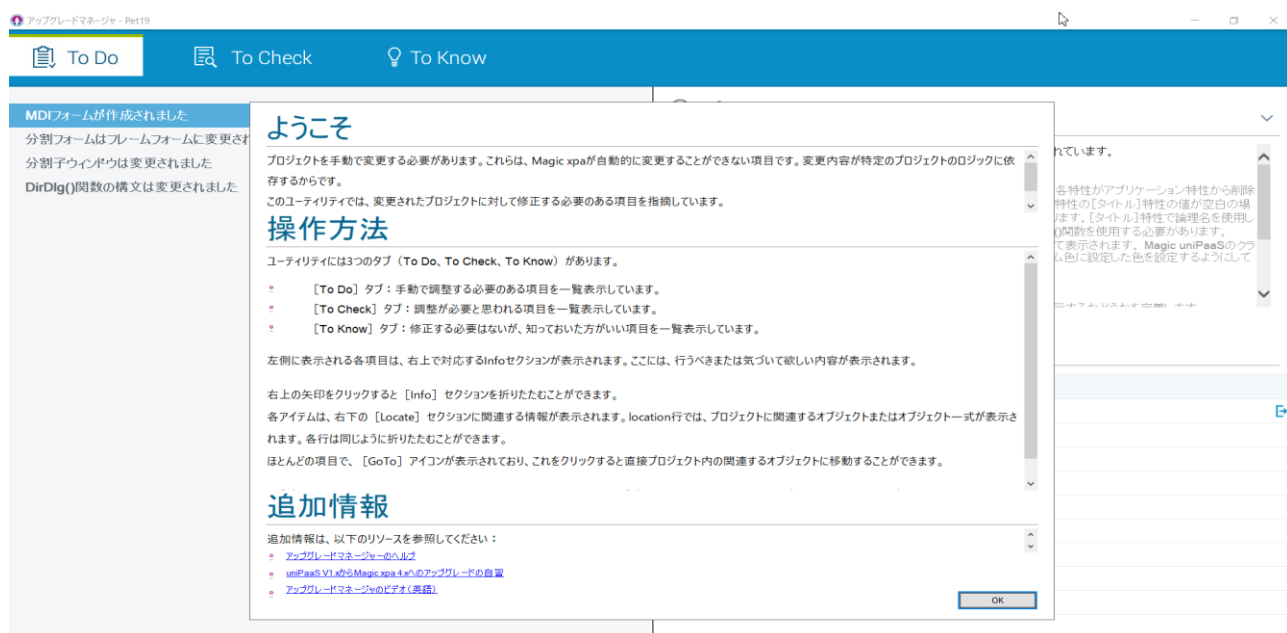 アップグレードマネージャ - Pet19
To Do
To Check
To Know
MDIフォームが作成されました
分割フォームはフレームフォームに変更され
分割子ウィンドウは変更されました
DirDlg()関数の構文は変更されました
ようこそ
プロジェクトを手動で変更する必要があります。これらは、Magic xpaが自動的に変更することができない項目です。変更内容が特定のプロジェクトのロジックに依
存するからです。
このユーティリティでは、変更されたプロジェクトに対して修正する必要のある項目を指摘しています。
操作方法
ユーティリティには3つのタブ（To Do、To Check、To Know）があります。
［To Do］タブ：手動で調整する必要のある項目を一覧表示しています。
［To Check］タブ：調整が必要と思われる項目を一覧表示しています。
［To Know］タブ：修正する必要はないが、知っておいた方がいい項目を一覧表示しています。
左側に表示される各項目は、右上で対応するInfoセクションが表示されます。ここには、行うべきまたは気づいて欲しい内容が表示されます。
右上の矢印をクリックすると［Info］セクションを折りたたむことができます。
各アイテムは、右下の［Locate］セクションに関連する情報が表示されます。location行では、プロジェクトに関連するオブジェクトまたはオブジェクト一式が表示さ
れます。各行は同じように折りたたむことができます。
ほとんどの項目で、［GoTo］アイコンが表示されており、これをクリックすると直接プロジェクト内の関連するオブジェクトに移動することができます。
追加情報
追加情報は、以下のリソースを参照してください：
アップグレードマネージャーのヘルプ
uniPaaS V1.xからMagic xpa 4.xへのアップグレードの自習
アップグレードマネージャのビデオ（英語）
OK
れています。
各特性がアプリケーション特性から削除
特性の[タイトル]特性の値が空白の場
ます。[タイトル]特性で論理名を使用し
()関数を使用する必要があります。
て表示されます。 Magic uniPaaSのクラ
ム色に設定した色を設定するようにして